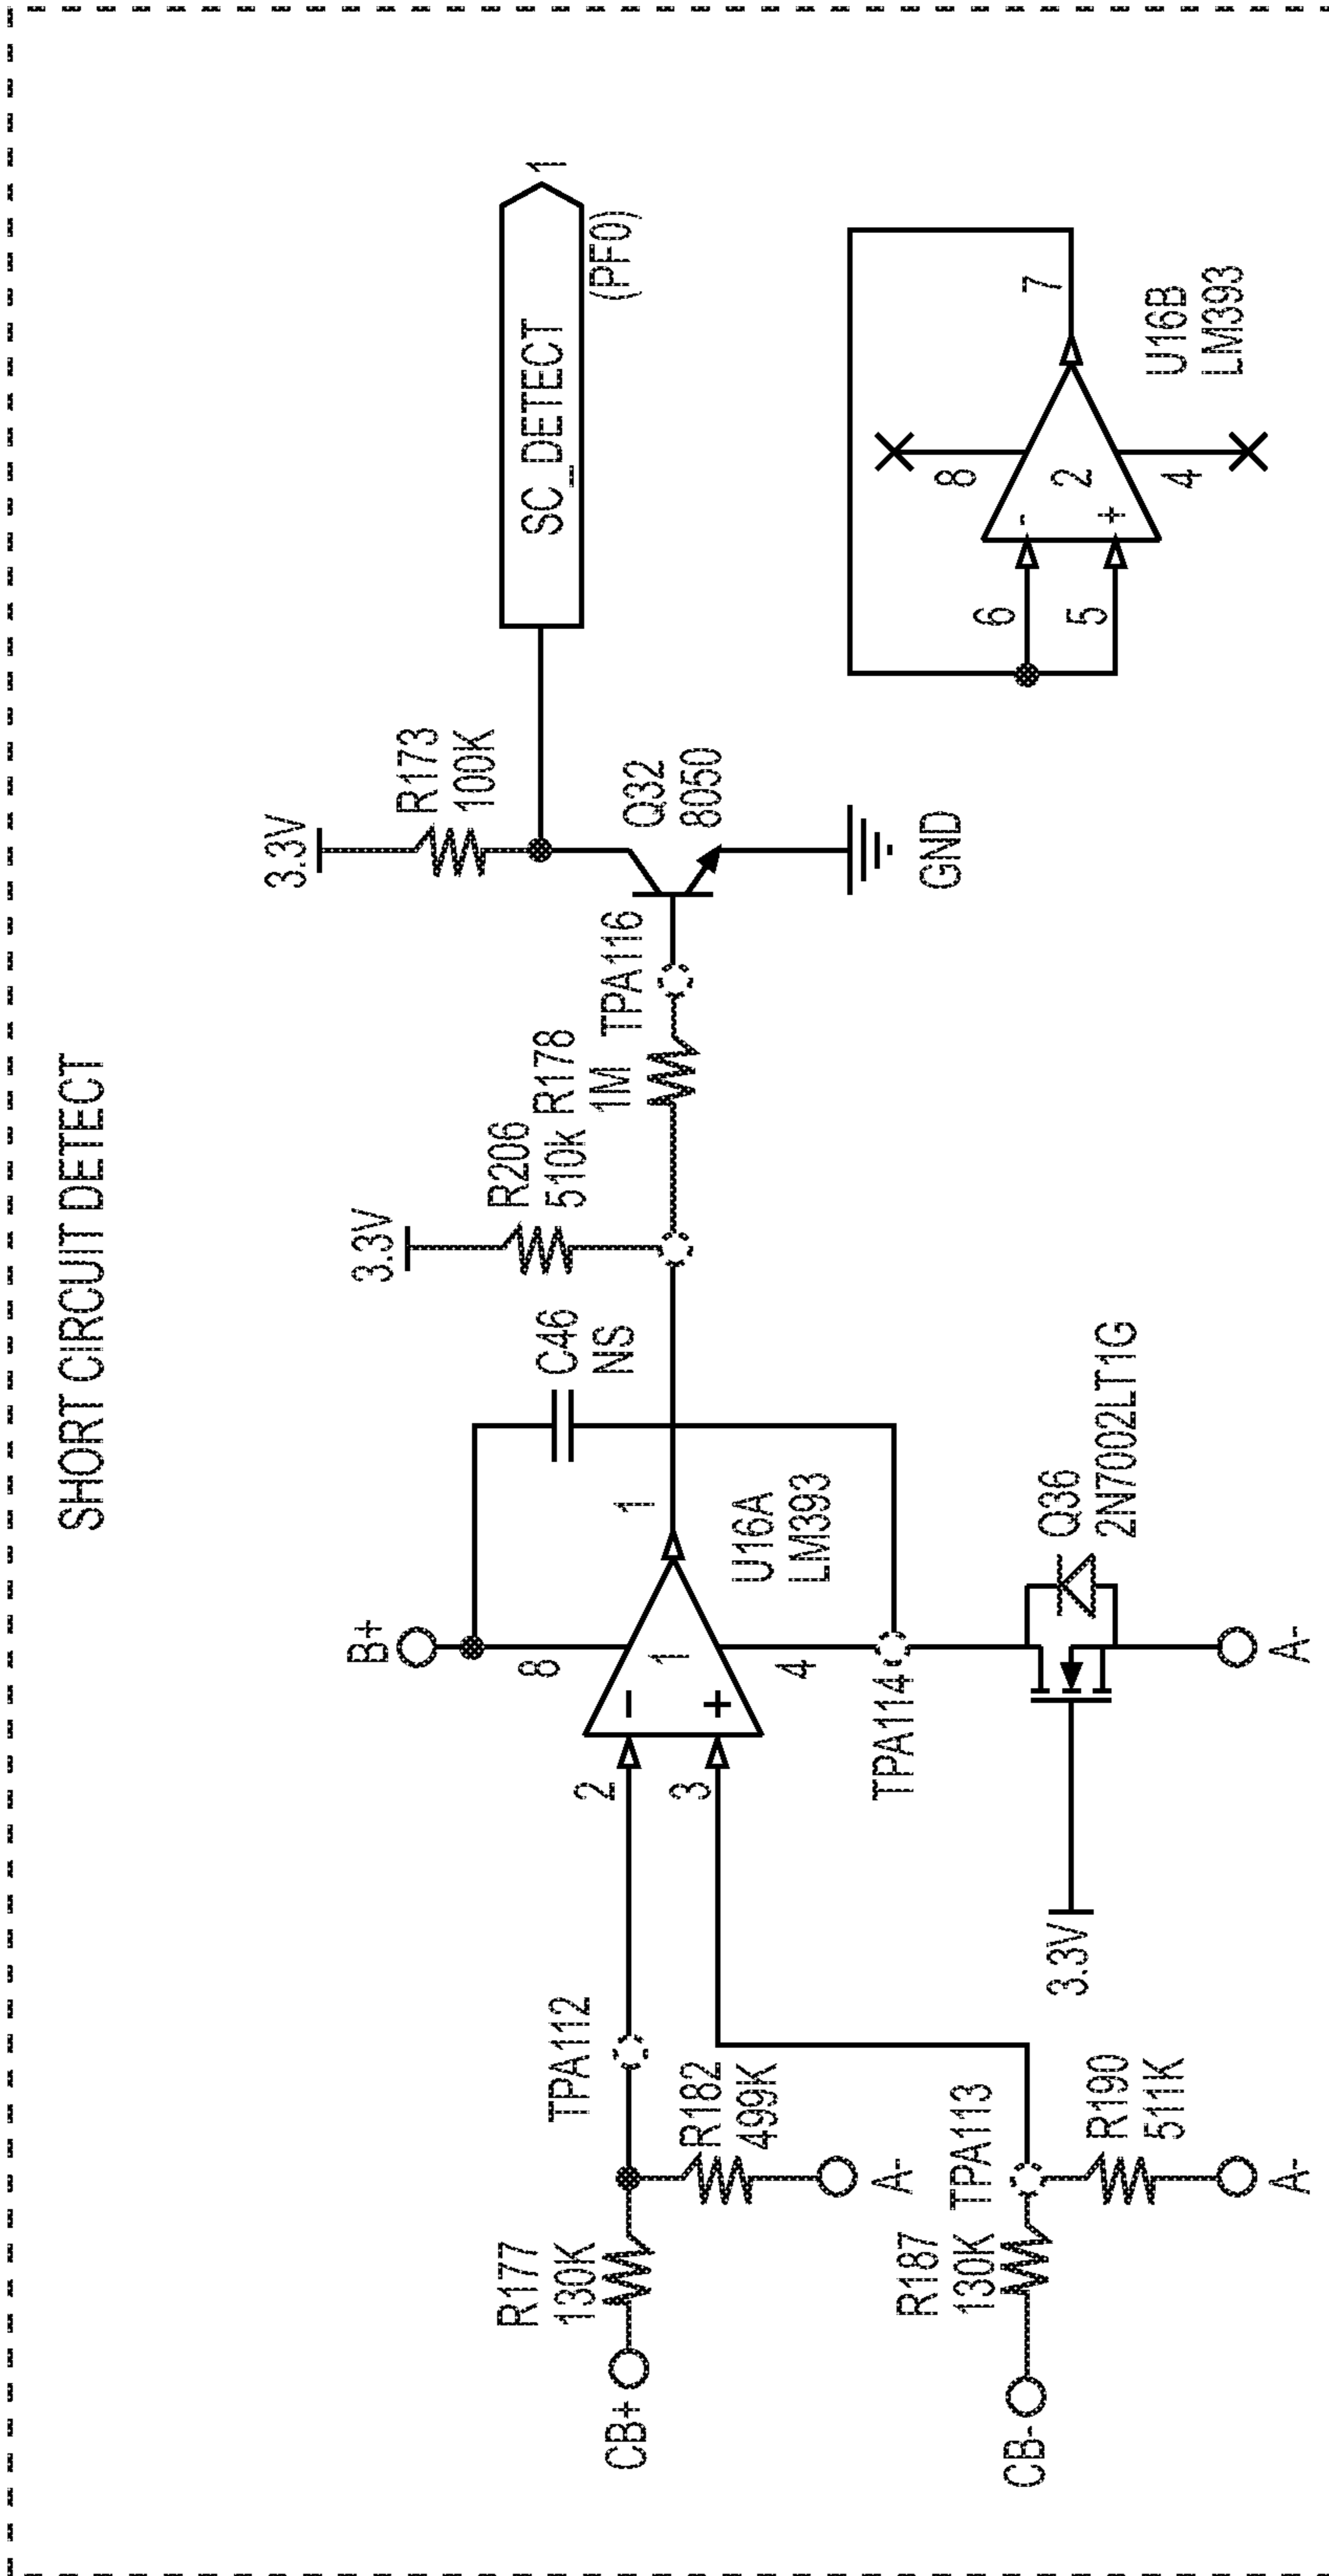 SHORT CIRCUIT DETECT
CB+
R177
130K
TPA112
R182
499K
A-
CB-
R187
130K
TPA113
R190
511K
A-
2
3
-
+
1
8
4
B+
1
U16A
LM393
C46
NS
TPA114
3.3V
Q36
2N7002LT1G
A-
3.3V
R206
510k
R178
1M
TPA116
3.3V
R173
100K
Q32
8050
GND
SC_DETECT
1
(PF0)
6
5
-
+
2
8
4
7
U16B
LM393